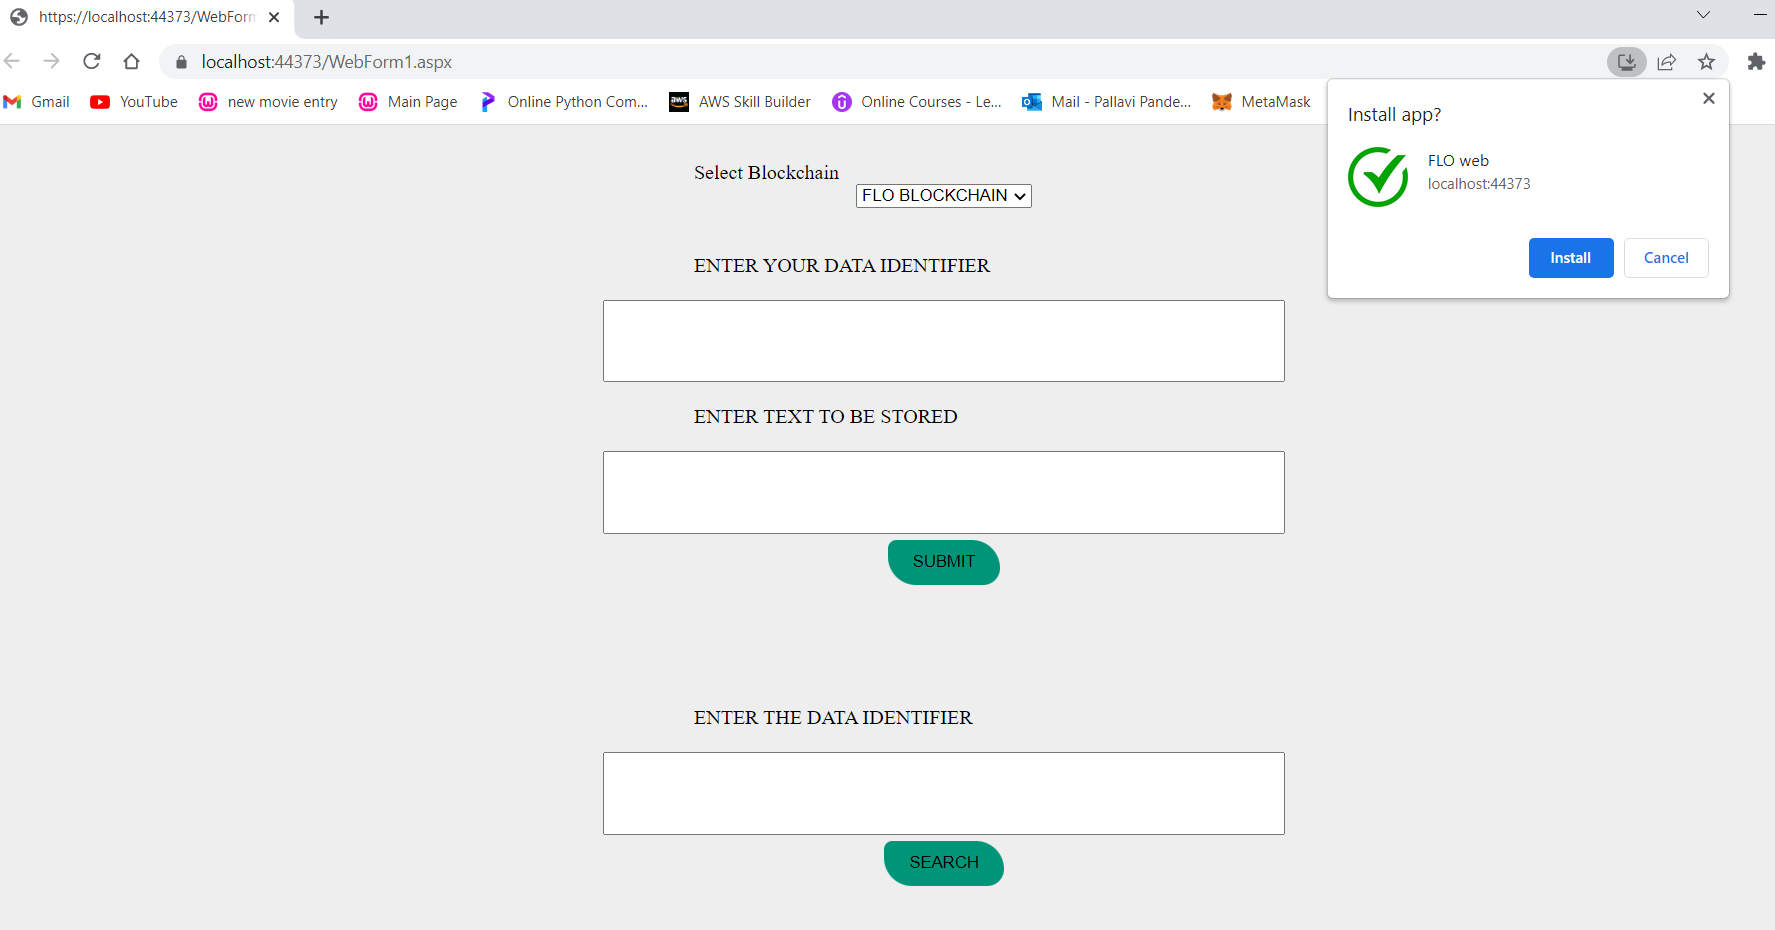 https://localhost:44373/WebForm
localhost:44373/WebForm1.aspx
Gmail YouTube new movie entry Main Page Online Python Com... aws AWS Skill Builder Online Courses - Le... Mail - Pallavi Pande... MetaMask
Install app?
FLO web
localhost:44373
Install Cancel
Select Blockchain
FLO BLOCKCHAIN
ENTER YOUR DATA IDENTIFIER
ENTER TEXT TO BE STORED
SUBMIT
ENTER THE DATA IDENTIFIER
SEARCH